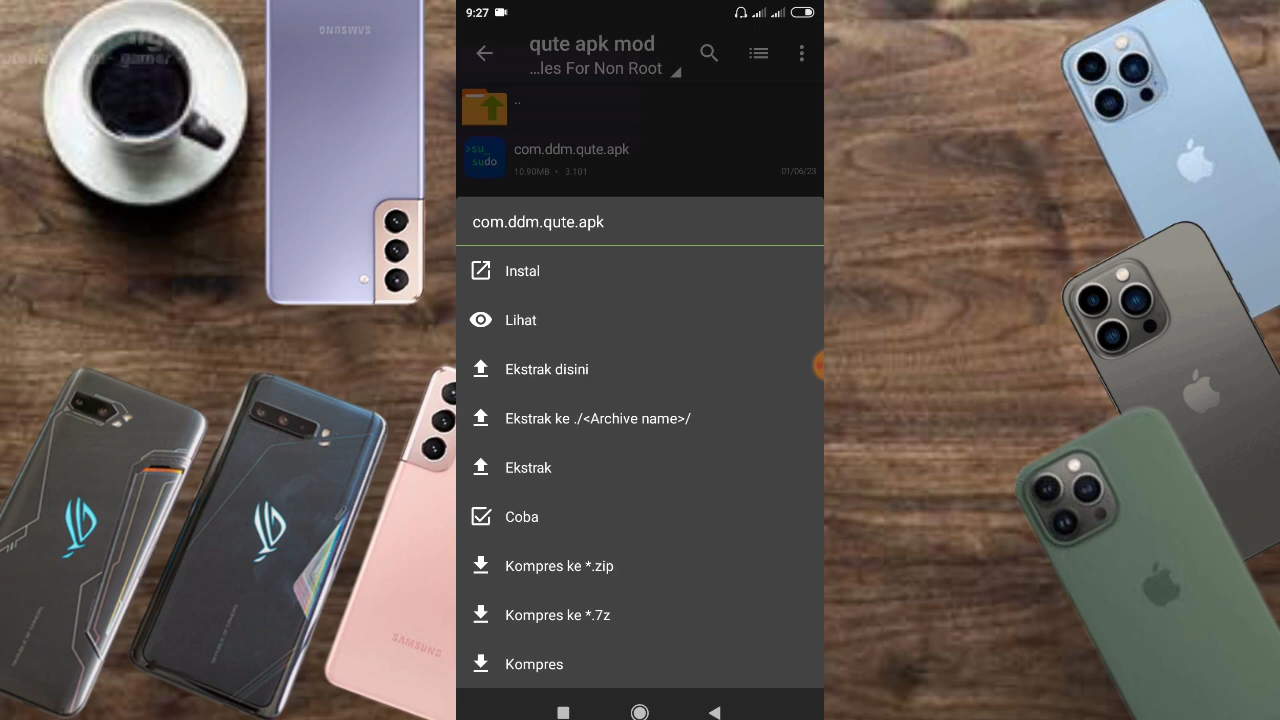 9:27
qute apk mod
...les For Non Root
..
>su_
sudo
com.ddm.qute.apk
10.90MB · 3.101
01/06/23
com.ddm.qute.apk
Instal
Lihat
Ekstrak disini
Ekstrak ke ./<Archive name>/
Ekstrak
Coba
Kompres ke *.zip
Kompres ke *.7z
Kompres
SAMSUNG
SAMSUNG